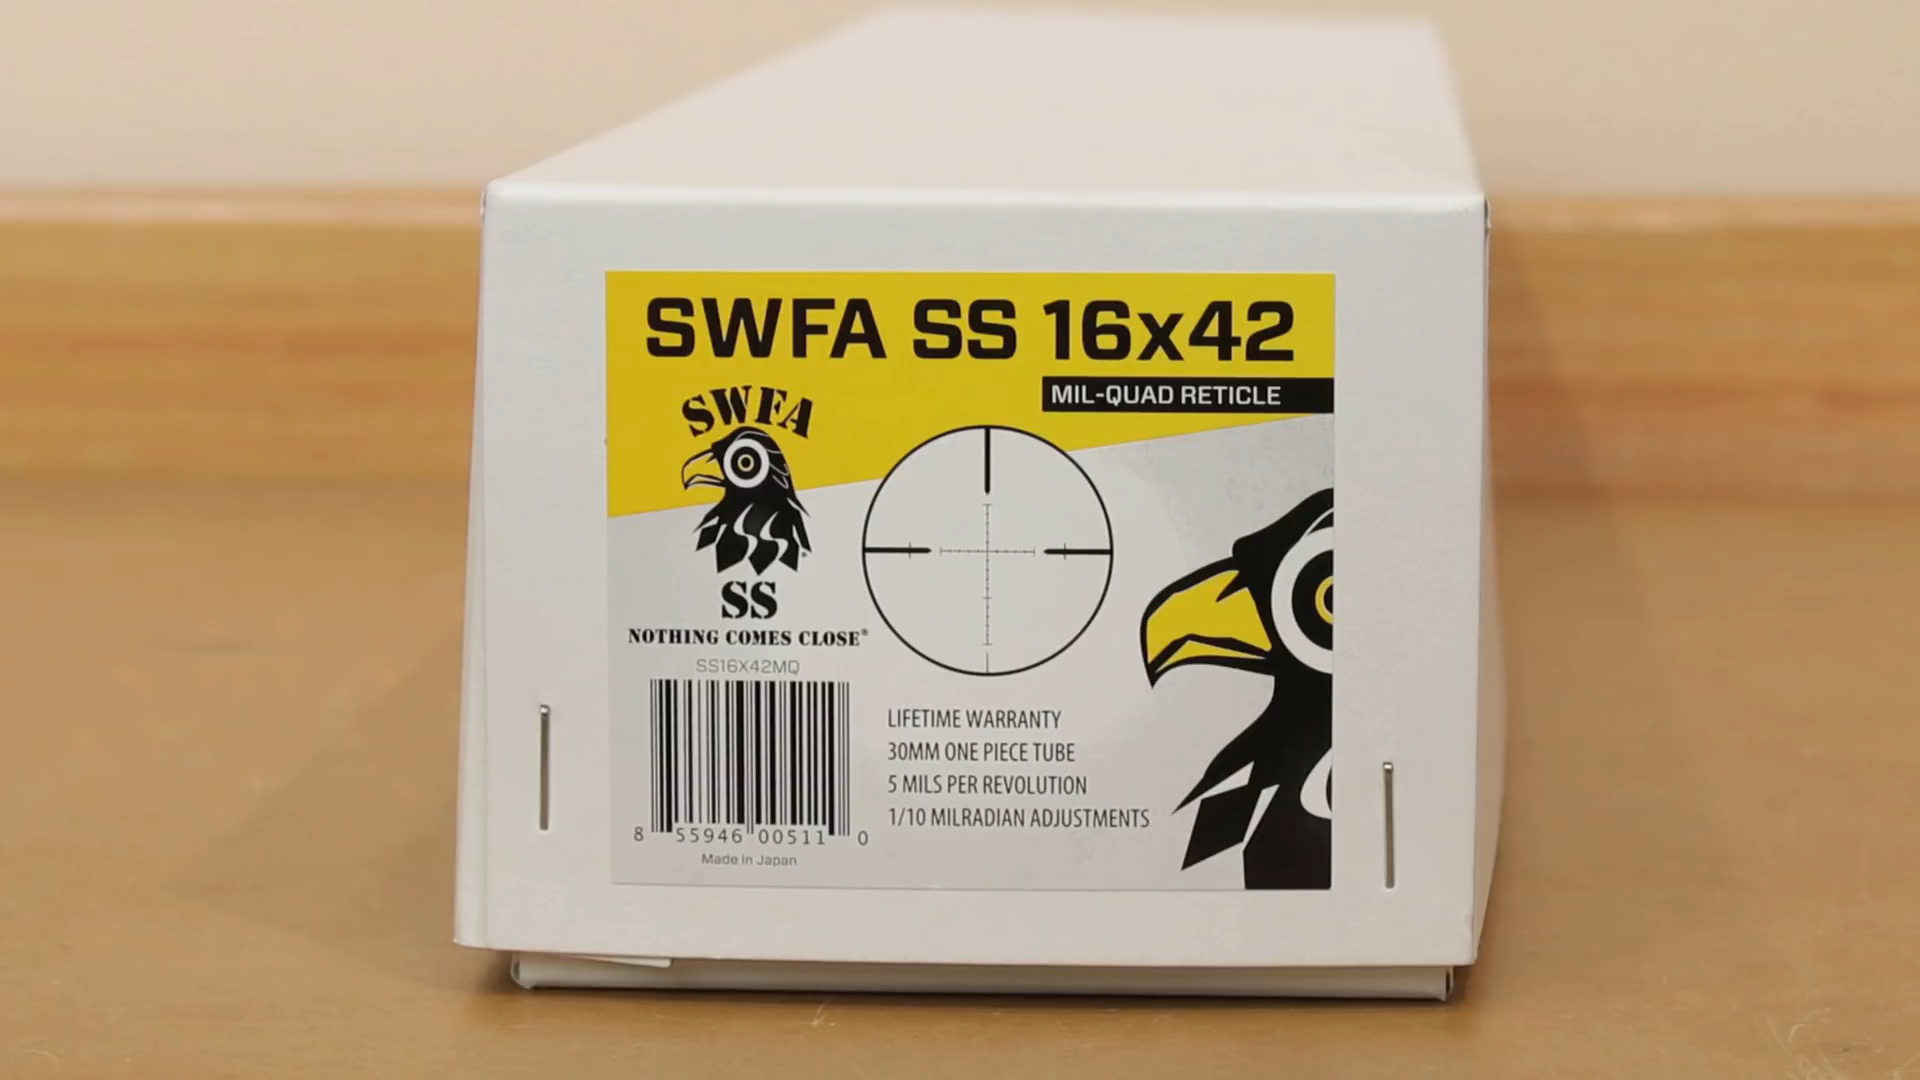 SWFA SS 16x42
MIL-QUAD RETICLE
SWFA
SS
SS
NOTHING COMES CLOSE®
SS16X42MQ
8 55946 00511 0
Made in Japan
LIFETIME WARRANTY
30MM ONE PIECE TUBE
5 MILS PER REVOLUTION
1/10 MILRADIAN ADJUSTMENTS